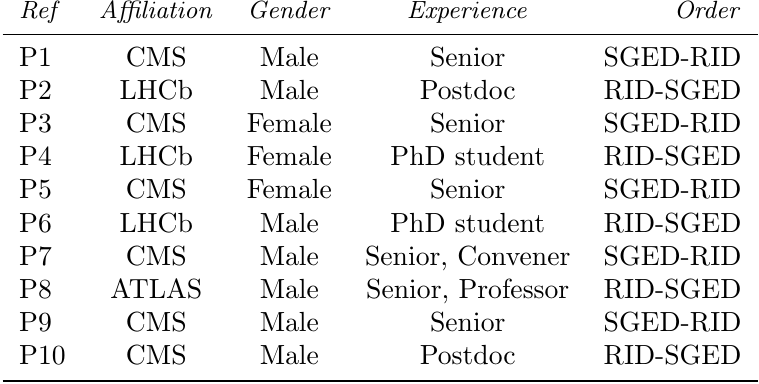 Ref Affiliation Gender Experience Order
P1 CMS Male Senior SGED-RID
P2 LHCb Male Postdoc RID-SGED
P3 CMS Female Senior SGED-RID
P4 LHCb Female PhD student RID-SGED
P5 CMS Female Senior SGED-RID
P6 LHCb Male PhD student RID-SGED
P7 CMS Male Senior, Convener SGED-RID
P8 ATLAS Male Senior, Professor RID-SGED
P9 CMS Male Senior SGED-RID
P10 CMS Male Postdoc RID-SGED